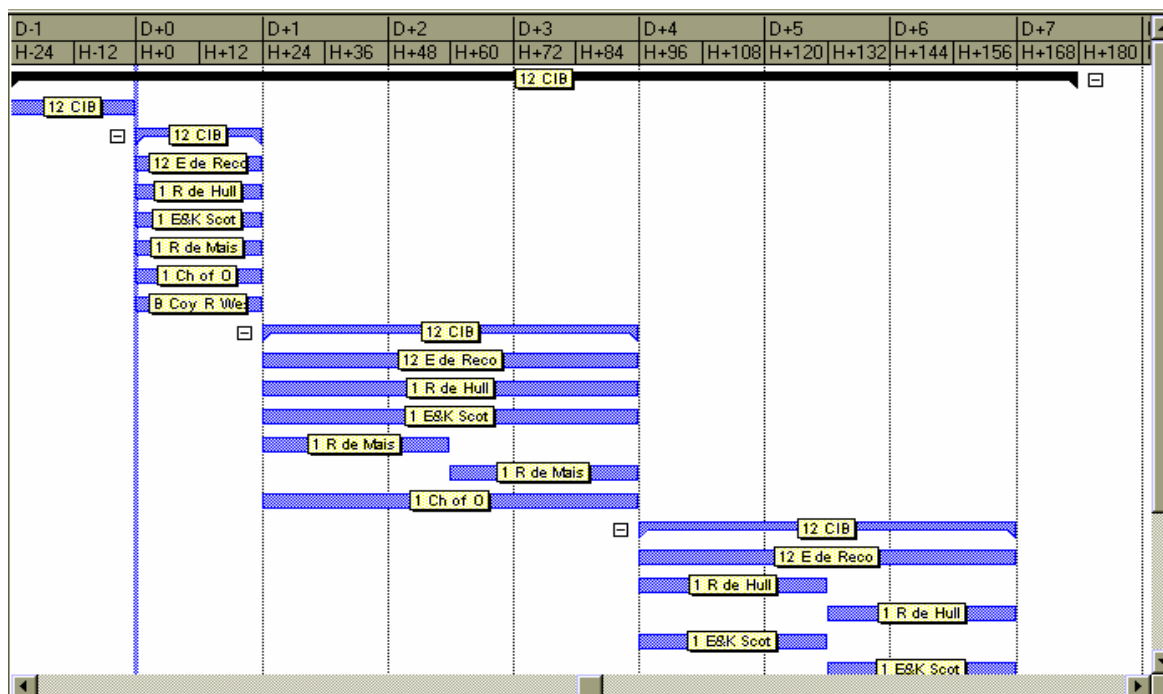 D-1 D+0 D+1 D+2 D+3 D+4 D+5 D+6 D+7
H-24 H-12 H+0 H+12 H+24 H+36 H+48 H+60 H+72 H+84 H+96 H+108 H+120 H+132 H+144 H+156 H+168 H+180
12 CIB
12 CIB
12 CIB
12 E de Reco
1 R de Hull
1 E&K Scot
1 R de Mais
1 Ch of O
B Coy R Wes
12 CIB
12 E de Reco
1 R de Hull
1 E&K Scot
1 R de Mais
1 R de Mais
1 Ch of O
12 CIB
12 E de Reco
1 R de Hull
1 R de Hull
1 E&K Scot
1 E&K Scot